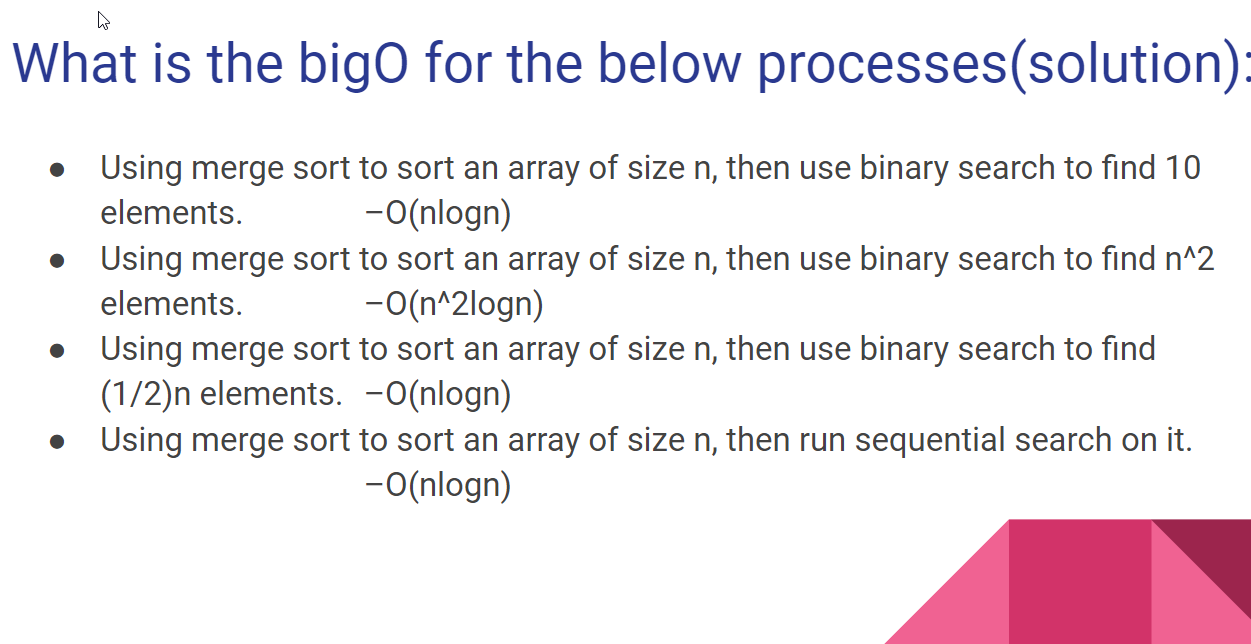 What is the bigO for the below processes(solution):
● Using merge sort to sort an array of size n, then use binary search to find 10
elements. –O(nlogn)
● Using merge sort to sort an array of size n, then use binary search to find n^2
elements. –O(n^2logn)
● Using merge sort to sort an array of size n, then use binary search to find
(1/2)n elements. –O(nlogn)
● Using merge sort to sort an array of size n, then run sequential search on it.
–O(nlogn)